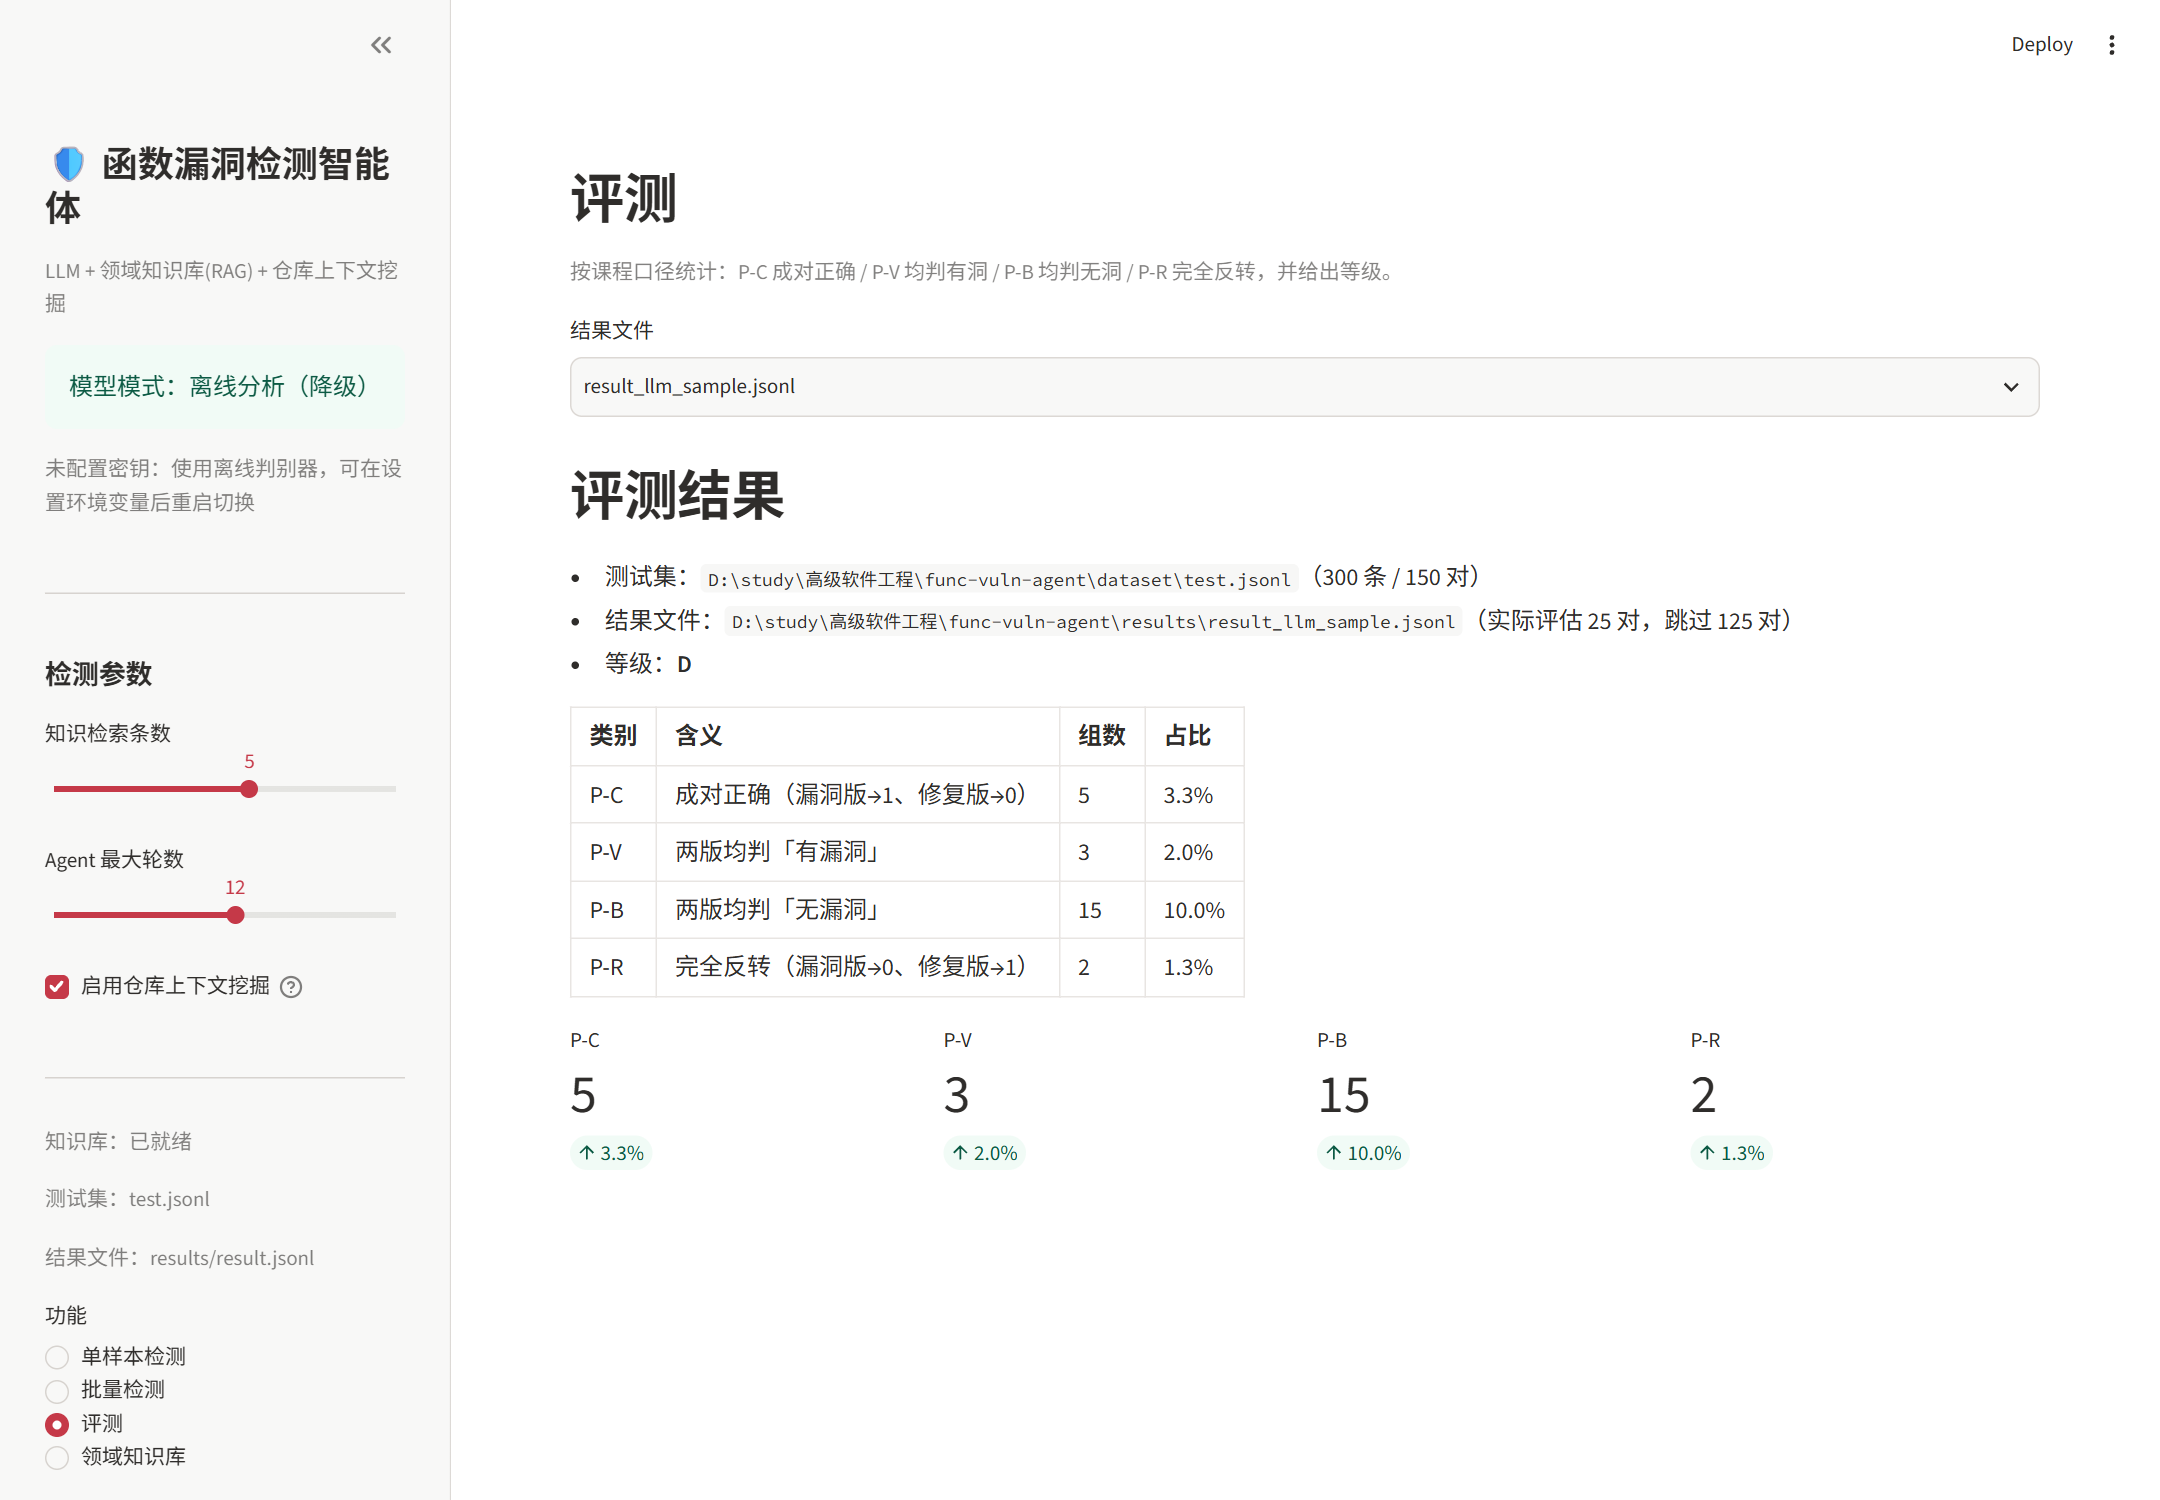 Deploy
函数漏洞检测智能
体
LLM + 领域知识库(RAG) + 仓库上下文挖
掘
模型模式：离线分析（降级）
未配置密钥：使用离线判别器，可在设
置环境变量后重启切换
检测参数
知识检索条数
5
Agent 最大轮数
12
启用仓库上下文挖掘
知识库：已就绪
测试集：test.jsonl
结果文件：results/result.jsonl
功能
单样本检测
批量检测
评测
领域知识库
评测
按课程口径统计：P-C 成对正确 / P-V 均判有洞 / P-B 均判无洞 / P-R 完全反转，并给出等级。
结果文件
result_llm_sample.jsonl
评测结果
• 测试集：D:\study\高级软件工程\func-vuln-agent\dataset\test.jsonl（300 条 / 150 对）
• 结果文件：D:\study\高级软件工程\func-vuln-agent\results\result_llm_sample.jsonl（实际评估 25 对，跳过 125 对）
• 等级：D
类别 含义 组数 占比
P-C 成对正确（漏洞版→1、修复版→0） 5 3.3%
P-V 两版均判「有漏洞」 3 2.0%
P-B 两版均判「无漏洞」 15 10.0%
P-R 完全反转（漏洞版→0、修复版→1） 2 1.3%
P-C P-V P-B P-R
5 3 15 2
↑ 3.3% ↑ 2.0% ↑ 10.0% ↑ 1.3%